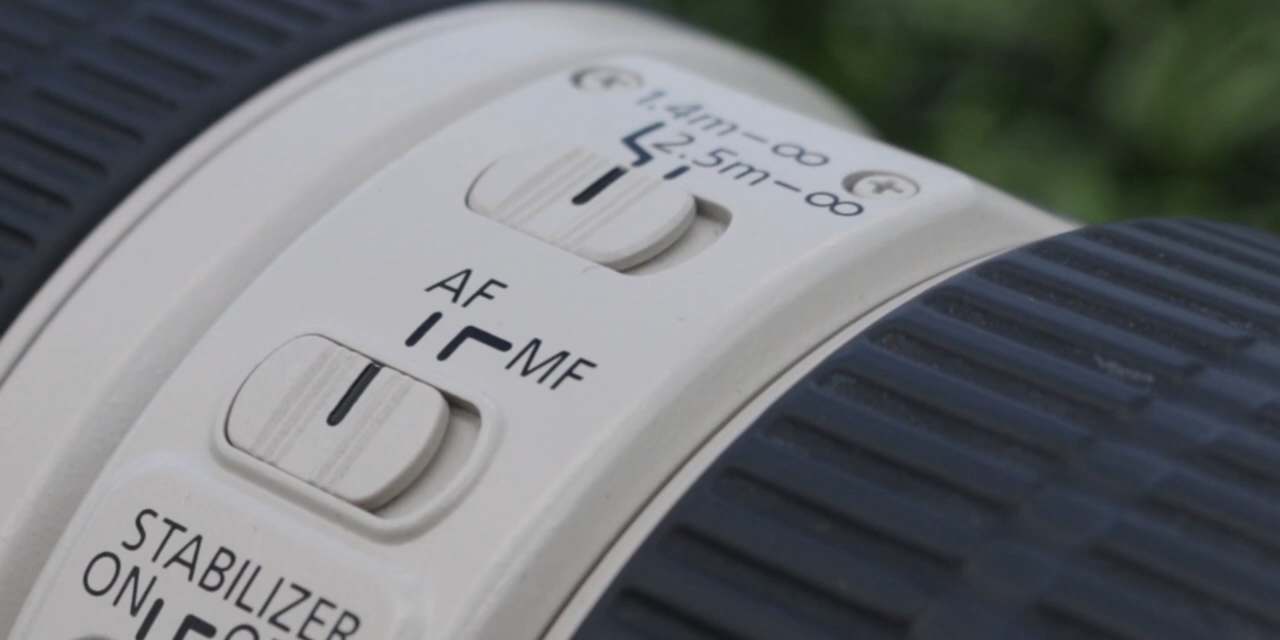 1.4m-∞
2.5m-∞
AF
MF
STABILIZER
ON